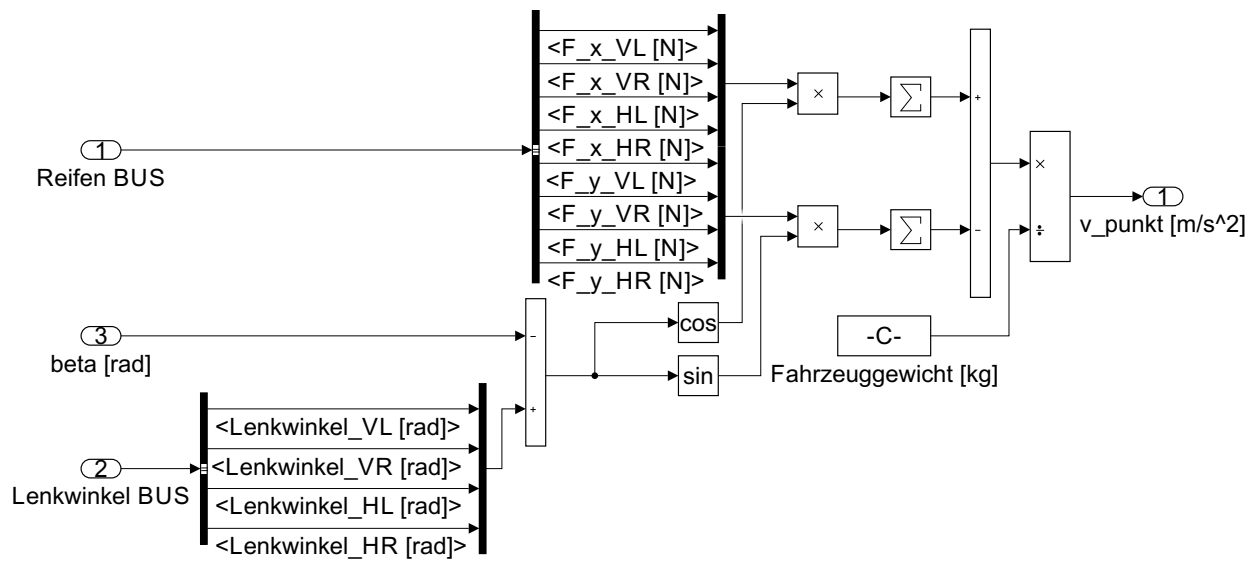 <F_x_VL [N]>
<F_x_VR [N]>
<F_x_HL [N]>
<F_x_HR [N]>
<F_y_VL [N]>
<F_y_VR [N]>
<F_y_HL [N]>
<F_y_HR [N]>
×
+
1
Reifen BUS
×
÷
1
v_punkt [m/s^2]
×
−
3
beta [rad]
−
+
cos
sin
-C-
Fahrzeuggewicht [kg]
<Lenkwinkel_VL [rad]>
<Lenkwinkel_VR [rad]>
<Lenkwinkel_HL [rad]>
<Lenkwinkel_HR [rad]>
2
Lenkwinkel BUS
∑
∑